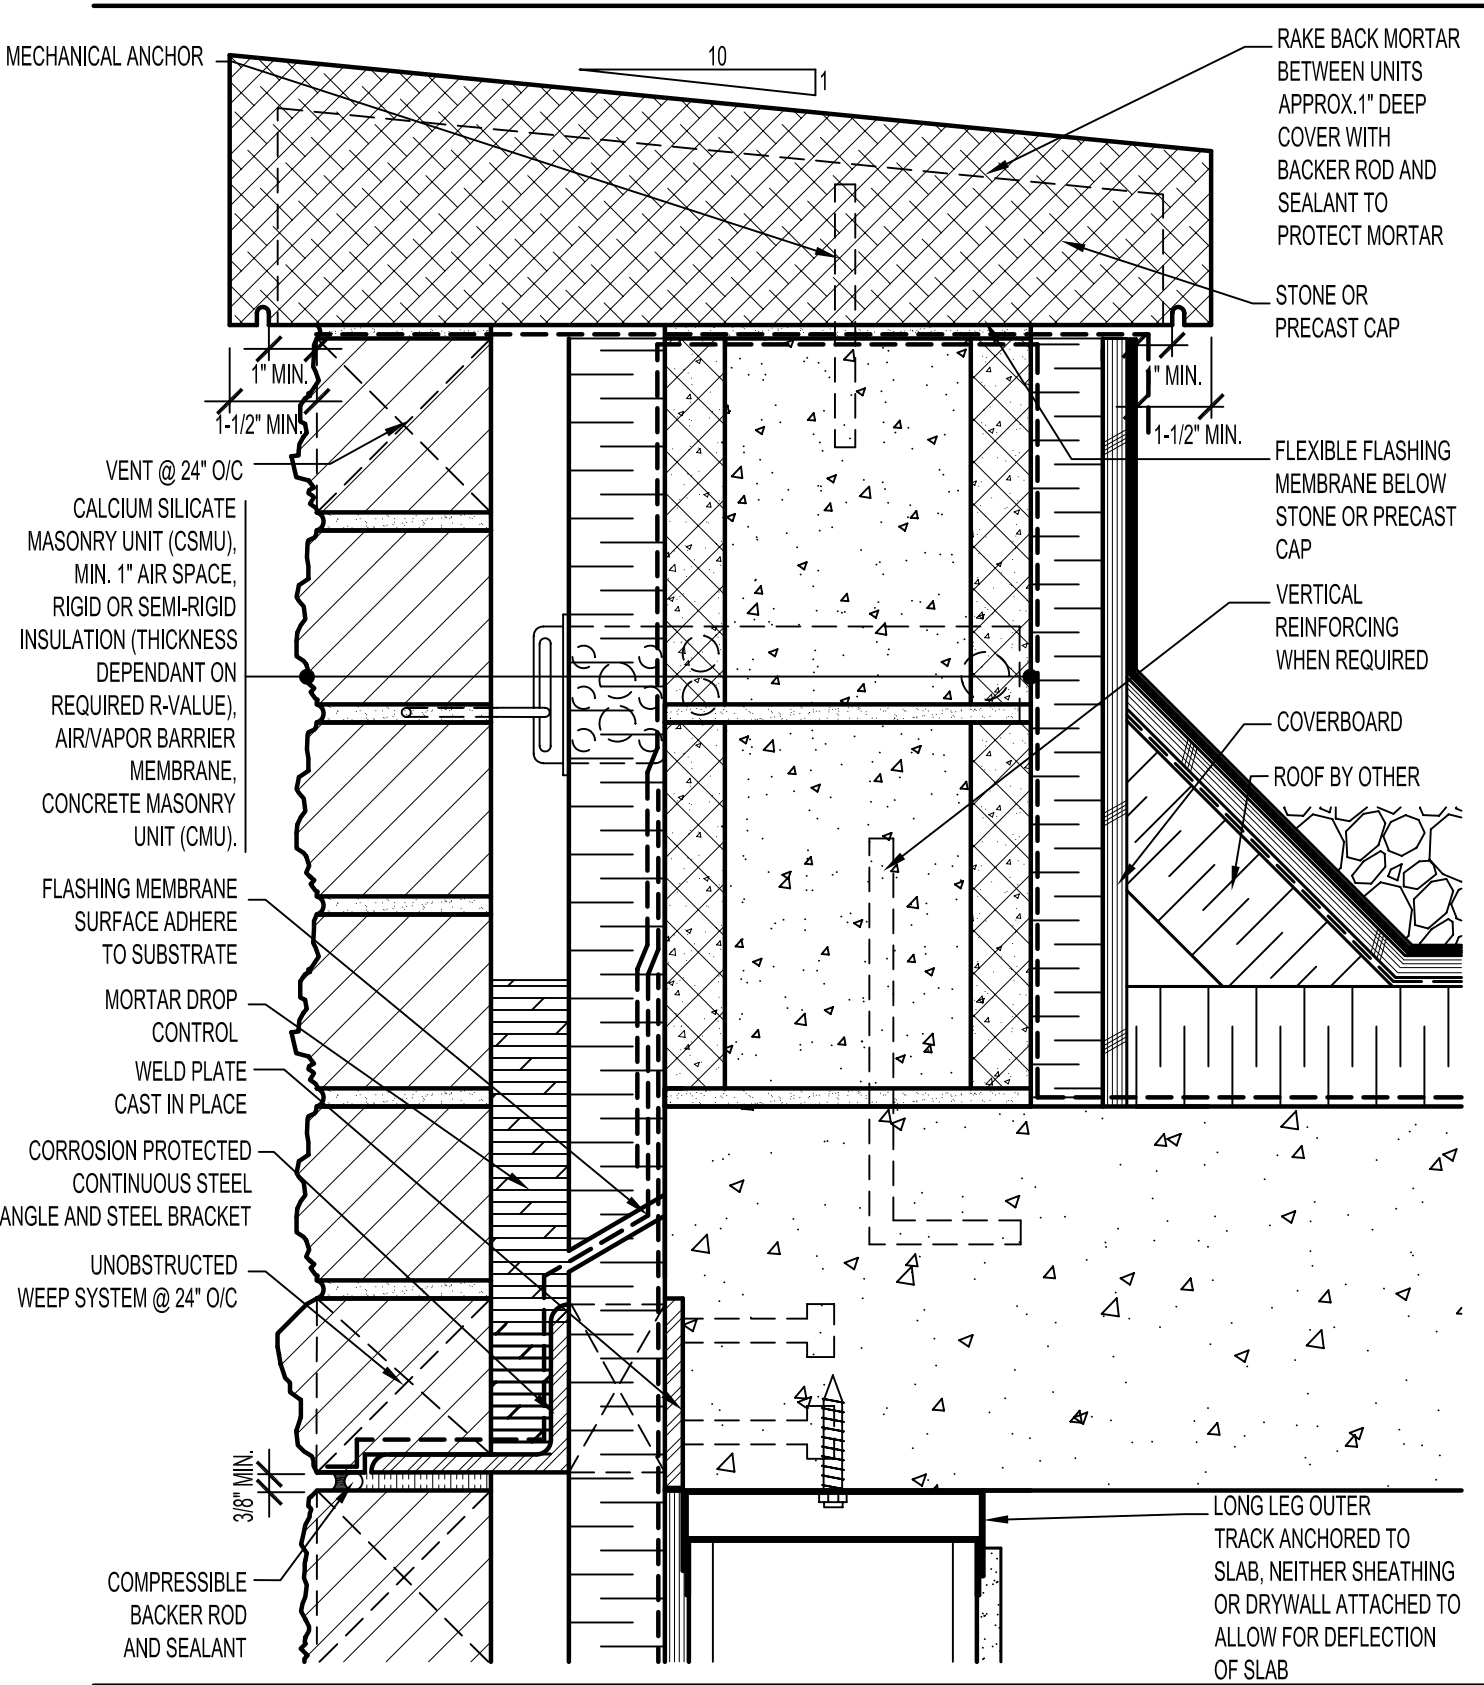 MECHANICAL ANCHOR
10
1
RAKE BACK MORTAR
BETWEEN UNITS
APPROX.1" DEEP
COVER WITH
BACKER ROD AND
SEALANT TO
PROTECT MORTAR
STONE OR
PRECAST CAP
1" MIN.
1-1/2" MIN.
" MIN.
1-1/2" MIN.
VENT @ 24" O/C
CALCIUM SILICATE
MASONRY UNIT (CSMU),
MIN. 1" AIR SPACE,
RIGID OR SEMI-RIGID
INSULATION (THICKNESS
DEPENDANT ON
REQUIRED R-VALUE),
AIR/VAPOR BARRIER
MEMBRANE,
CONCRETE MASONRY
UNIT (CMU).
FLEXIBLE FLASHING
MEMBRANE BELOW
STONE OR PRECAST
CAP
VERTICAL
REINFORCING
WHEN REQUIRED
COVERBOARD
ROOF BY OTHER
FLASHING MEMBRANE
SURFACE ADHERE
TO SUBSTRATE
MORTAR DROP
CONTROL
WELD PLATE
CAST IN PLACE
CORROSION PROTECTED
CONTINUOUS STEEL
ANGLE AND STEEL BRACKET
UNOBSTRUCTED
WEEP SYSTEM @ 24" O/C
3/8" MIN.
COMPRESSIBLE
BACKER ROD
AND SEALANT
LONG LEG OUTER
TRACK ANCHORED TO
SLAB, NEITHER SHEATHING
OR DRYWALL ATTACHED TO
ALLOW FOR DEFLECTION
OF SLAB